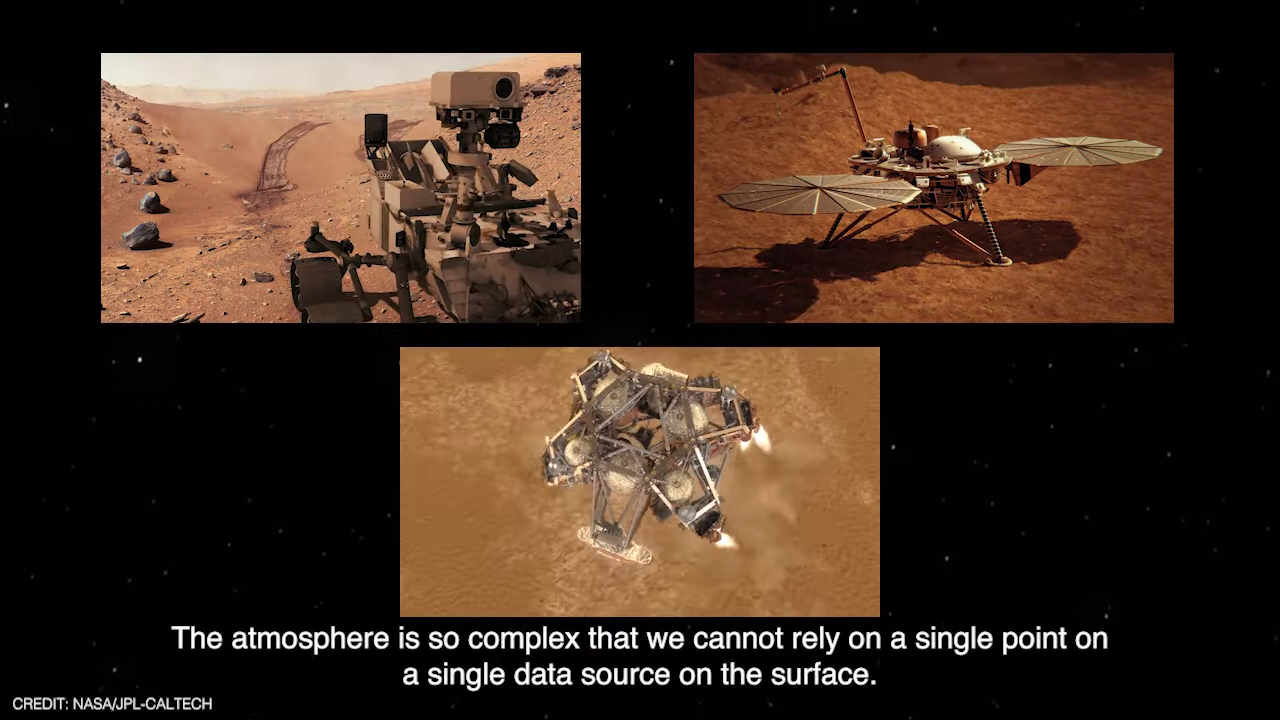 The atmosphere is so complex that we cannot rely on a single point on
a single data source on the surface.
CREDIT: NASA/JPL-CALTECH